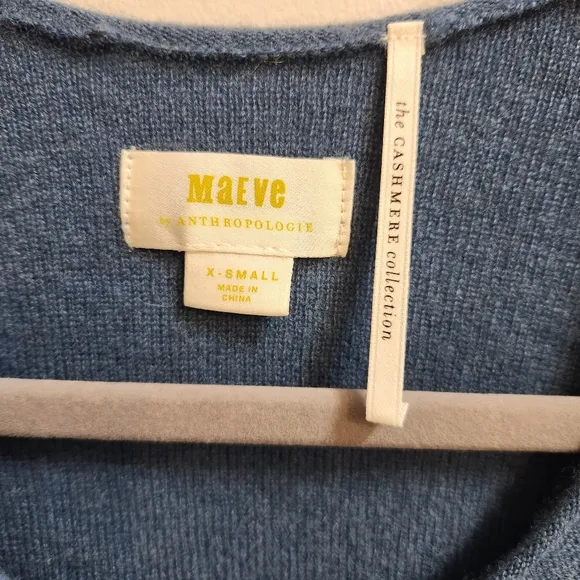 MaEve
by ANTHROPOLOGIE
X-SMALL
MADE IN
CHINA
the CASHMERE collection